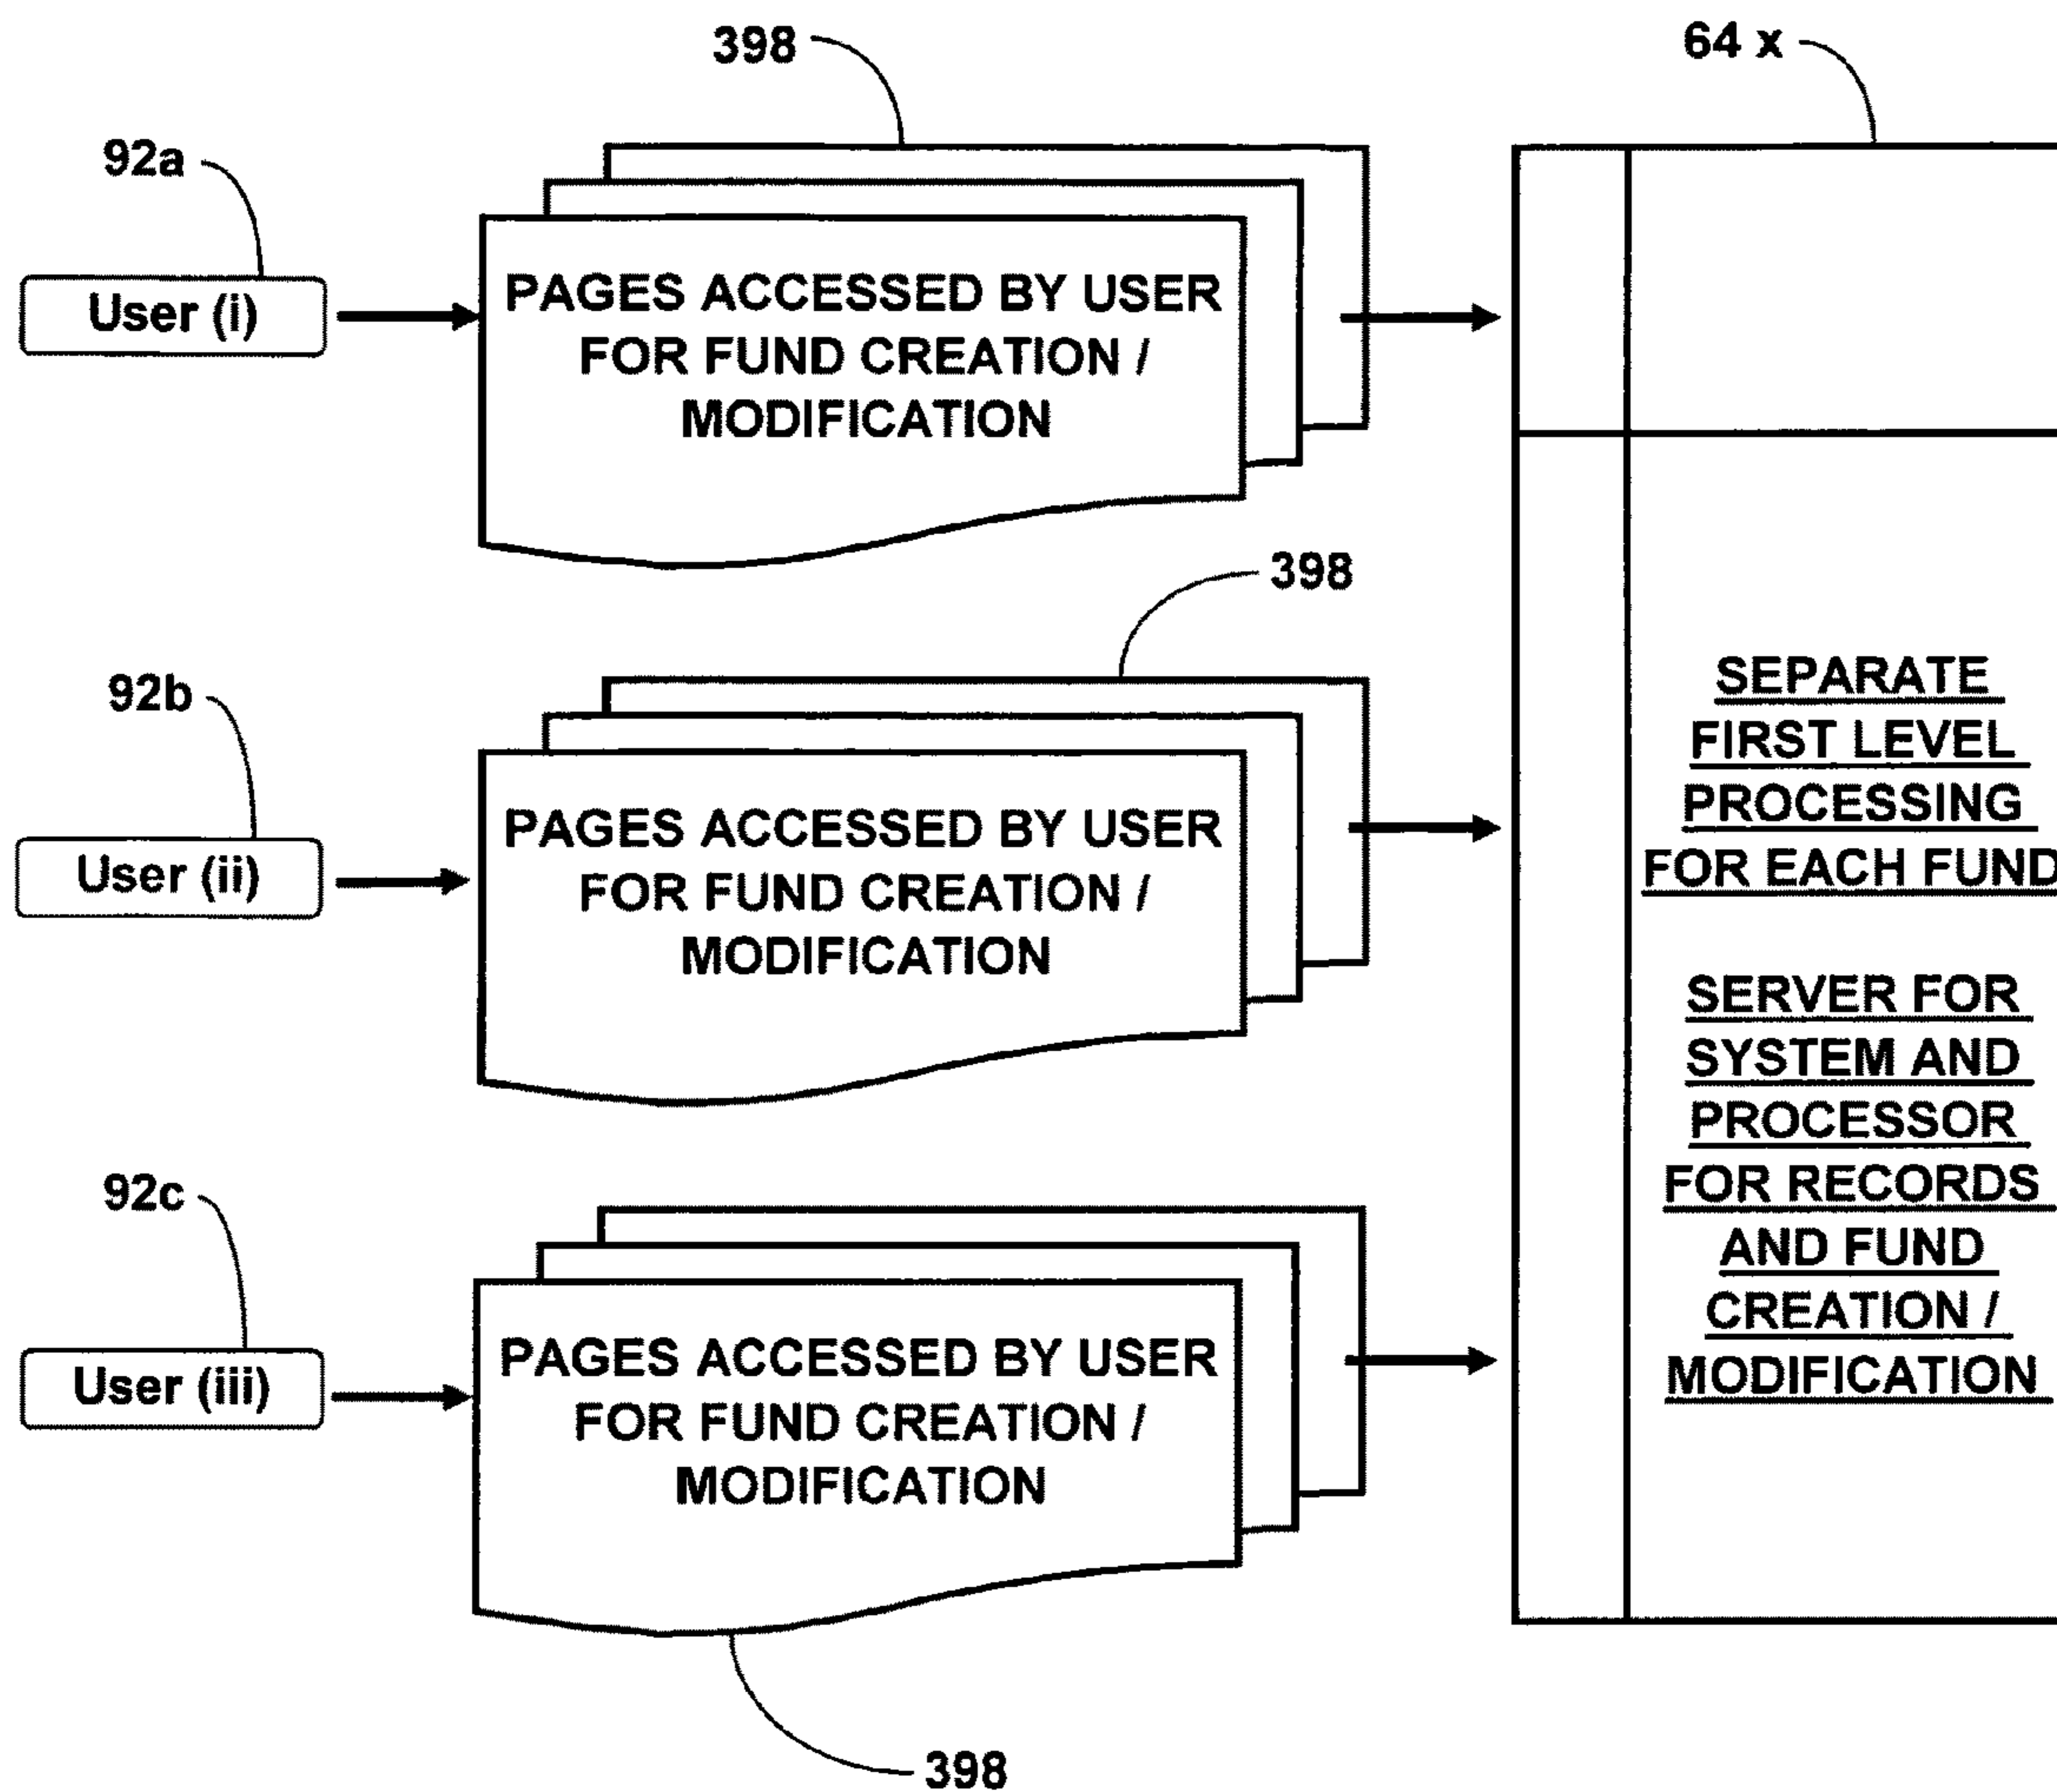 398
64 x
92a
User (i)
PAGES ACCESSED BY USER
FOR FUND CREATION /
MODIFICATION
398
92b
User (ii)
PAGES ACCESSED BY USER
FOR FUND CREATION /
MODIFICATION
92c
User (iii)
PAGES ACCESSED BY USER
FOR FUND CREATION /
MODIFICATION
398
SEPARATE
FIRST LEVEL
PROCESSING
FOR EACH FUND
SERVER FOR
SYSTEM AND
PROCESSOR
FOR RECORDS
AND FUND
CREATION /
MODIFICATION